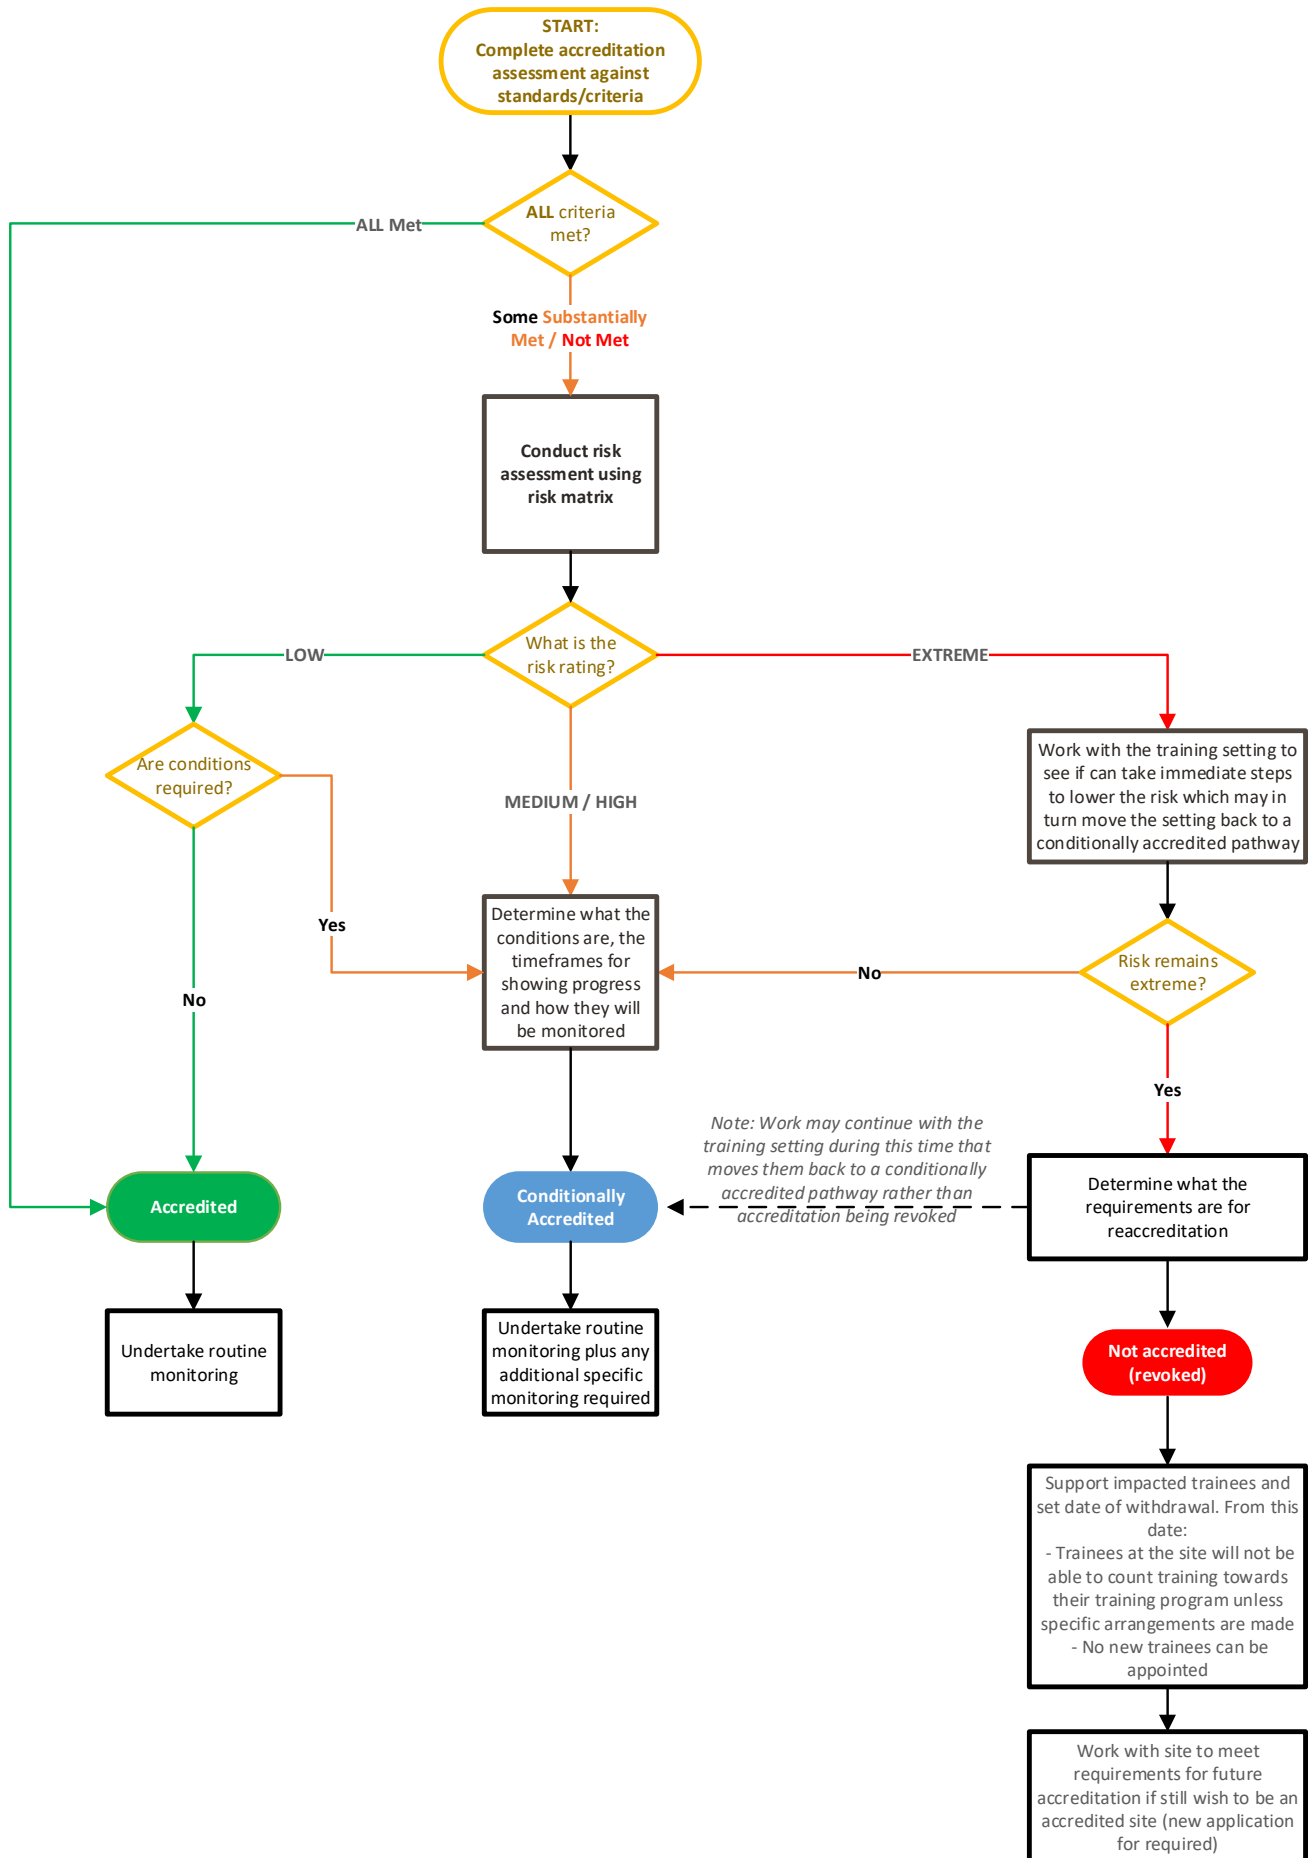 START:
Complete accreditation
assessment against
standards/criteria
ALL criteria
met?
ALL Met
Some Substantially
Met / Not Met
Conduct risk
assessment using
risk matrix
What is the
risk rating?
LOW
EXTREME
MEDIUM / HIGH
Are conditions
required?
Work with the training setting to
see if can take immediate steps
to lower the risk which may in
turn move the setting back to a
conditionally accredited pathway
Yes
No
Determine what the
conditions are, the
timeframes for
showing progress
and how they will
be monitored
No
Risk remains
extreme?
Yes
Note: Work may continue with the
training setting during this time that
moves them back to a conditionally
accredited pathway rather than
accreditation being revoked
Determine what the
requirements are for
reaccreditation
Accredited
Conditionally
Accredited
Undertake routine
monitoring
Undertake routine
monitoring plus any
additional specific
monitoring required
Not accredited
(revoked)
Support impacted trainees and
set date of withdrawal. From this
date:
- Trainees at the site will not be
able to count training towards
their training program unless
specific arrangements are made
- No new trainees can be
appointed
Work with site to meet
requirements for future
accreditation if still wish to be an
accredited site (new application
for required)